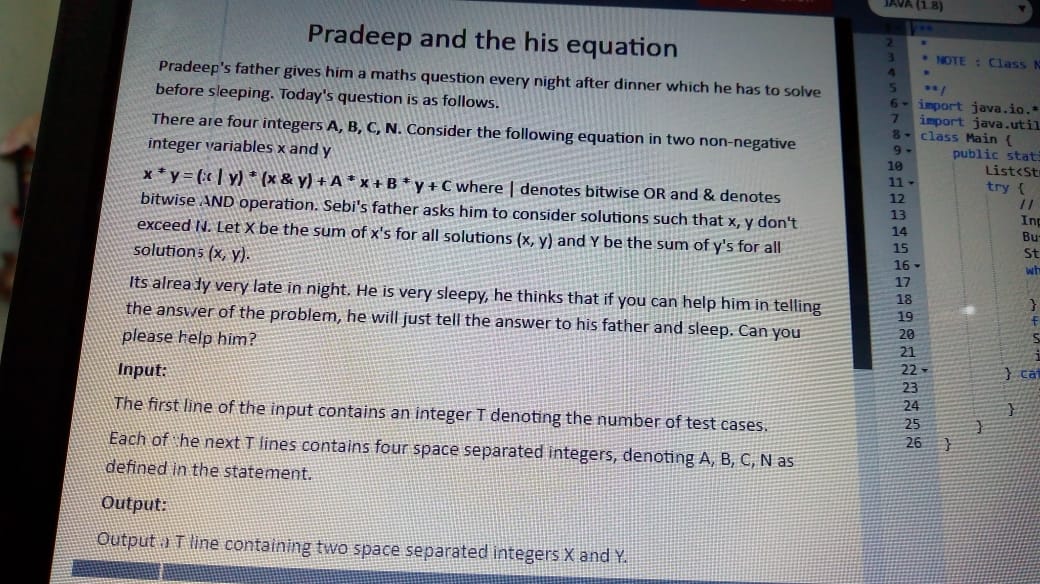 JAVA (1.8)
Pradeep and the his equation
Pradeep's father gives him a maths question every night after dinner which he has to solve
before sleeping. Today's question is as follows.
There are four integers A, B, C, N. Consider the following equation in two non-negative
integer variables x and y
x * y = (x | y) * (x & y) + A * x + B * y + C where | denotes bitwise OR and & denotes
bitwise AND operation. Sebi's father asks him to consider solutions such that x, y don't
exceed N. Let X be the sum of x's for all solutions (x, y) and Y be the sum of y's for all
solutions (x, y).
Its already very late in night. He is very sleepy, he thinks that if you can help him in telling
the answer of the problem, he will just tell the answer to his father and sleep. Can you
please help him?
Input:
The first line of the input contains an integer T denoting the number of test cases.
Each of the next T lines contains four space separated integers, denoting A, B, C, N as
defined in the statement.
Output:
Output T line containing two space separated integers X and Y.
2 *
3 * NOTE : Class
4 *
5 **/
6 import java.io.*
7 import java.util
8 class Main {
9 public stati
10 List<St
11 try {
12 //
13 Inp
14 Bu
15 St
16 wh
17
18 }
19 f
20 S
21 i
22 } cat
23
24 }
25 }
26 }